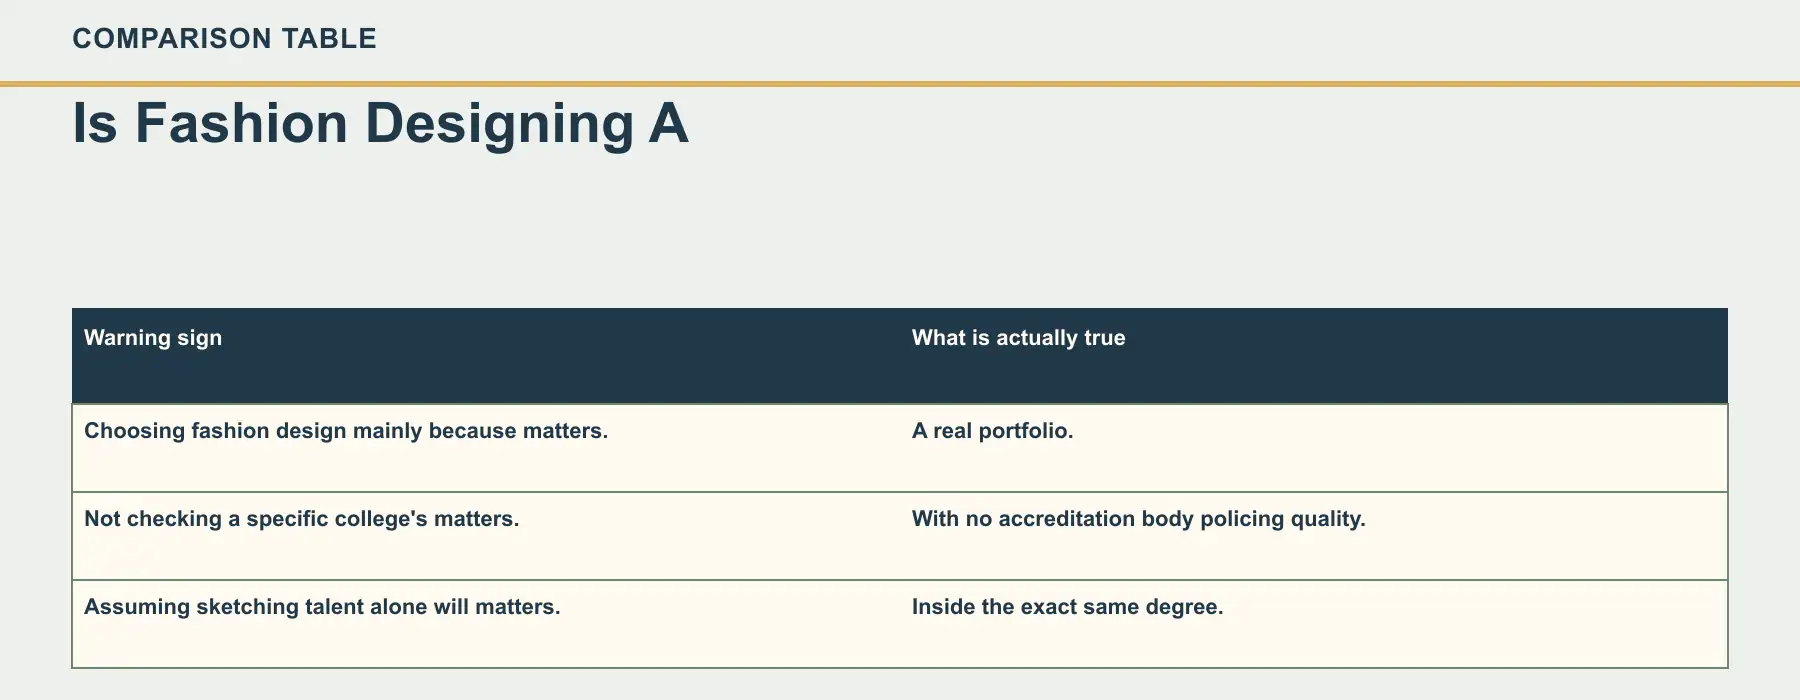 COMPARISON TABLE
Is Fashion Designing A
Warning sign What is actually true
Choosing fashion design mainly because matters. A real portfolio.
Not checking a specific college's matters. With no accreditation body policing quality.
Assuming sketching talent alone will matters. Inside the exact same degree.